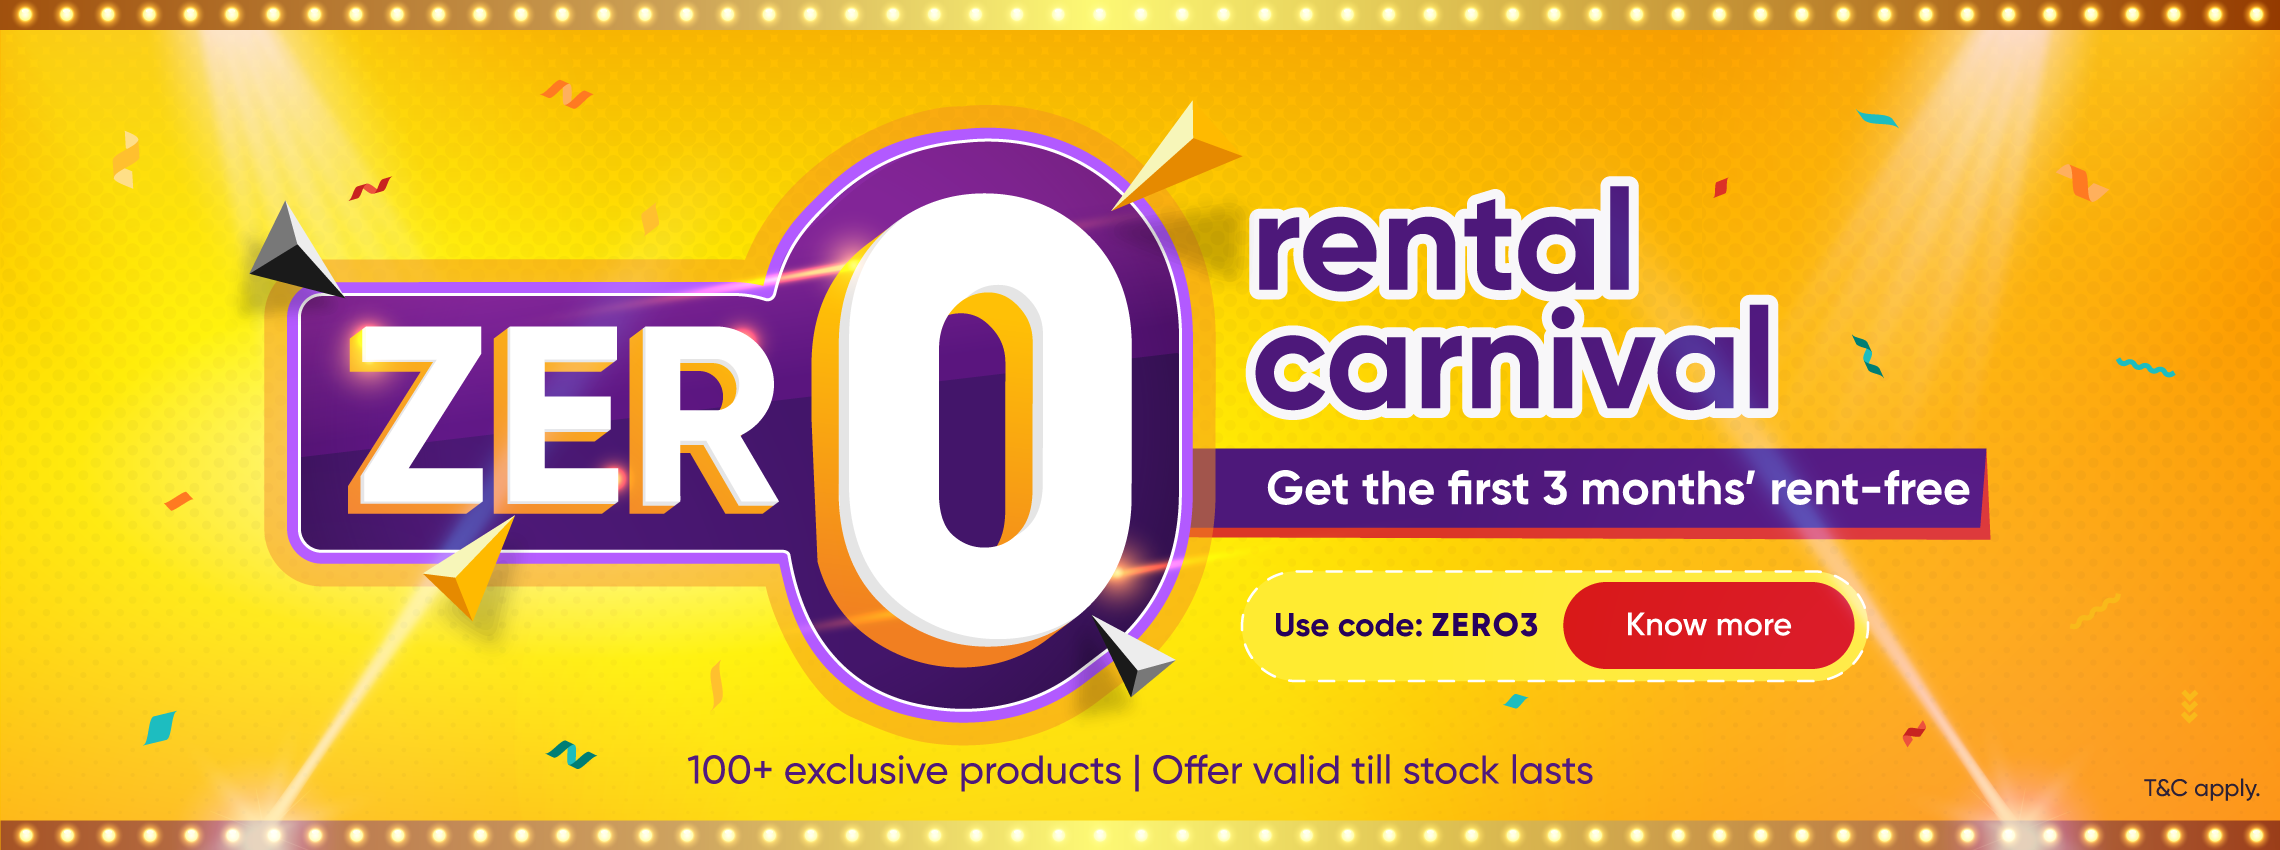 ZERO
rental
carnival
Get the first 3 months’ rent-free
Use code: ZERO3
Know more
100+ exclusive products | Offer valid till stock lasts
T&C apply.